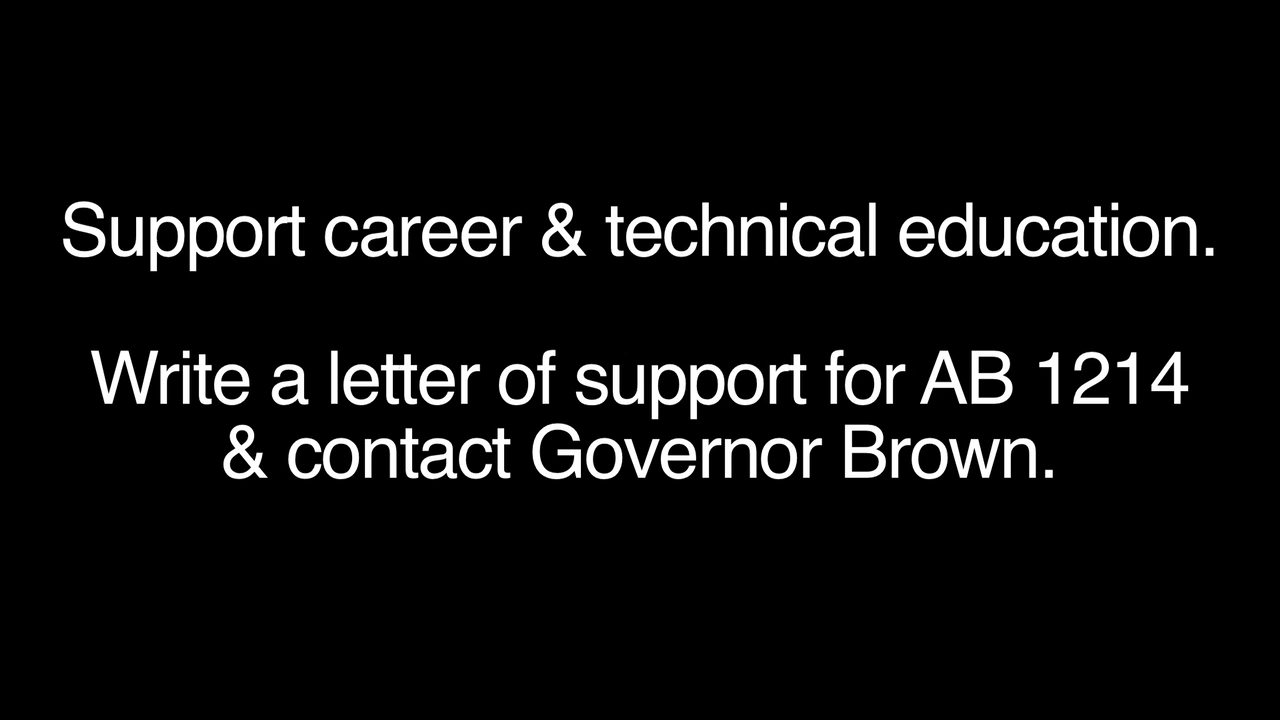 Support career & technical education.
Write a letter of support for AB 1214
& contact Governor Brown.